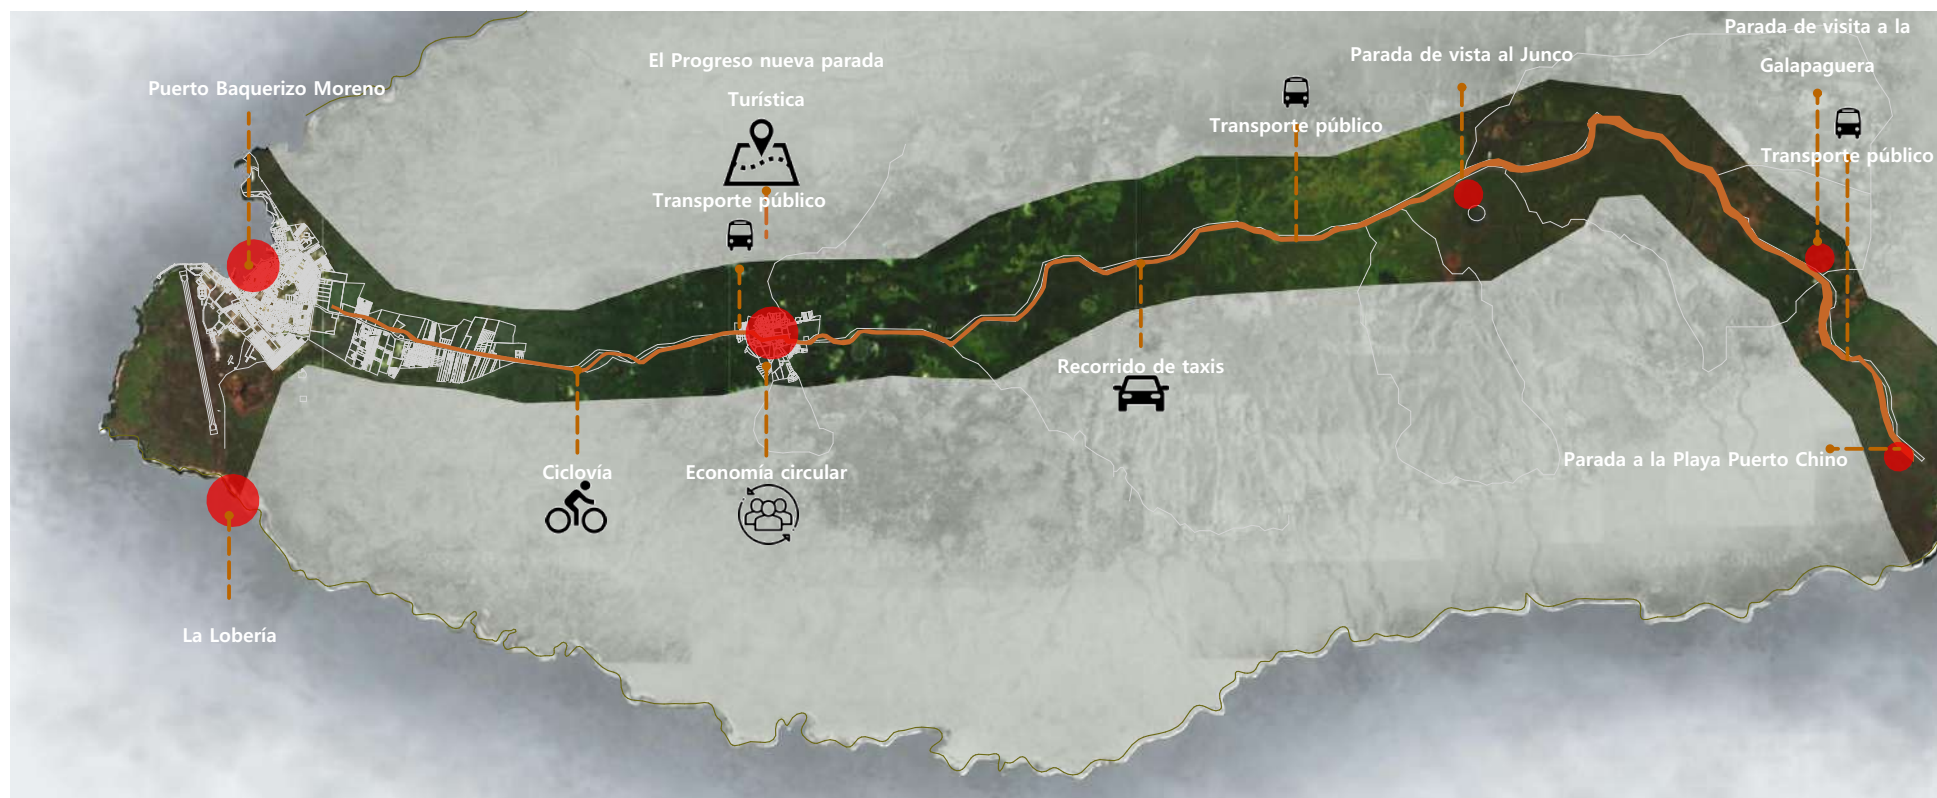 Parada de visita a la
Galapaguera
Parada de vista al Junco
El Progreso nueva parada
Turística
Puerto Baquerizo Moreno
Transporte público
Transporte público
Transporte público
Recorrido de taxis
Parada a la Playa Puerto Chino
Ciclovía
Economía circular
La Lobería